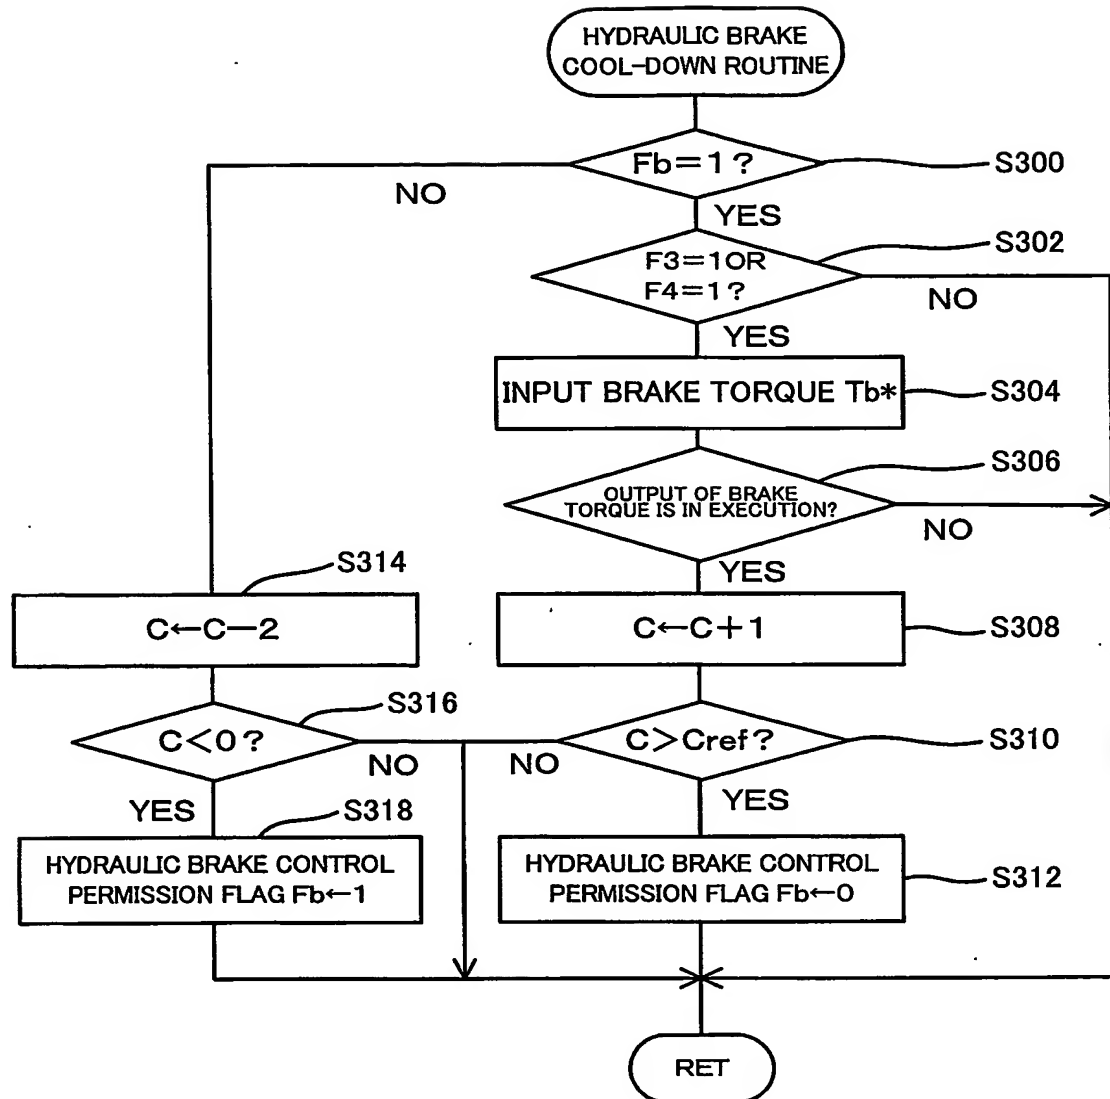 HYDRAULIC BRAKE
COOL-DOWN ROUTINE
Fb=1?
S300
NO
YES
S302
F3=1OR
F4=1?
NO
YES
INPUT BRAKE TORQUE Tb*
S304
S306
OUTPUT OF BRAKE
TORQUE IS IN EXECUTION?
NO
YES
S314
C←C-2
C←C+1
S308
S316
C<0?
C>Cref?
S310
NO
NO
YES
YES
S318
HYDRAULIC BRAKE CONTROL
PERMISSION FLAG Fb←1
HYDRAULIC BRAKE CONTROL
PERMISSION FLAG Fb←0
S312
RET